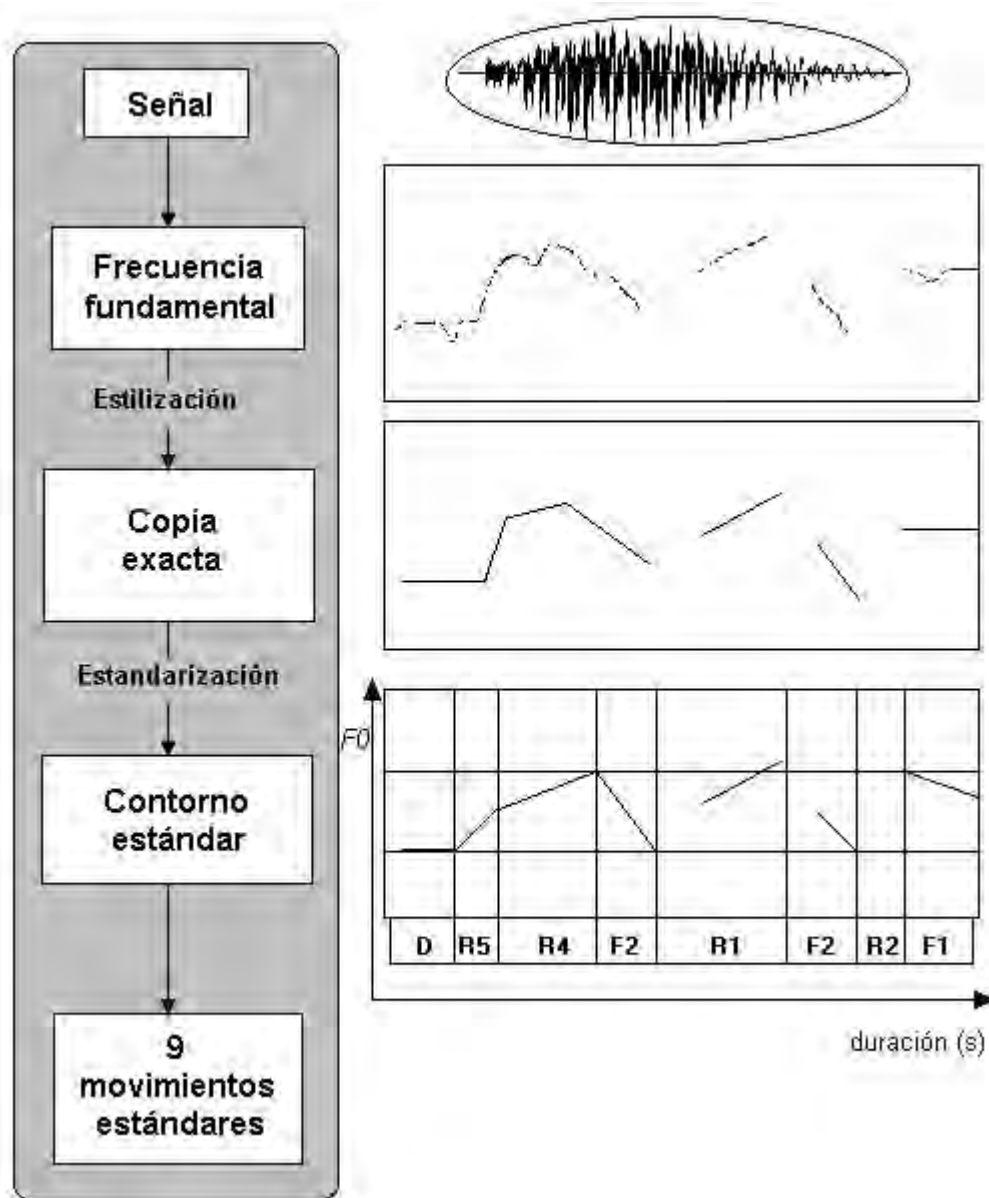 Señal
Frecuencia
fundamental
Estilización
Copia
exacta
Estandarización
Contorno
estándar
9
movimientos
estándares
F0
D R5 R4 F2 R1 F2 R2 F1
duración (s)